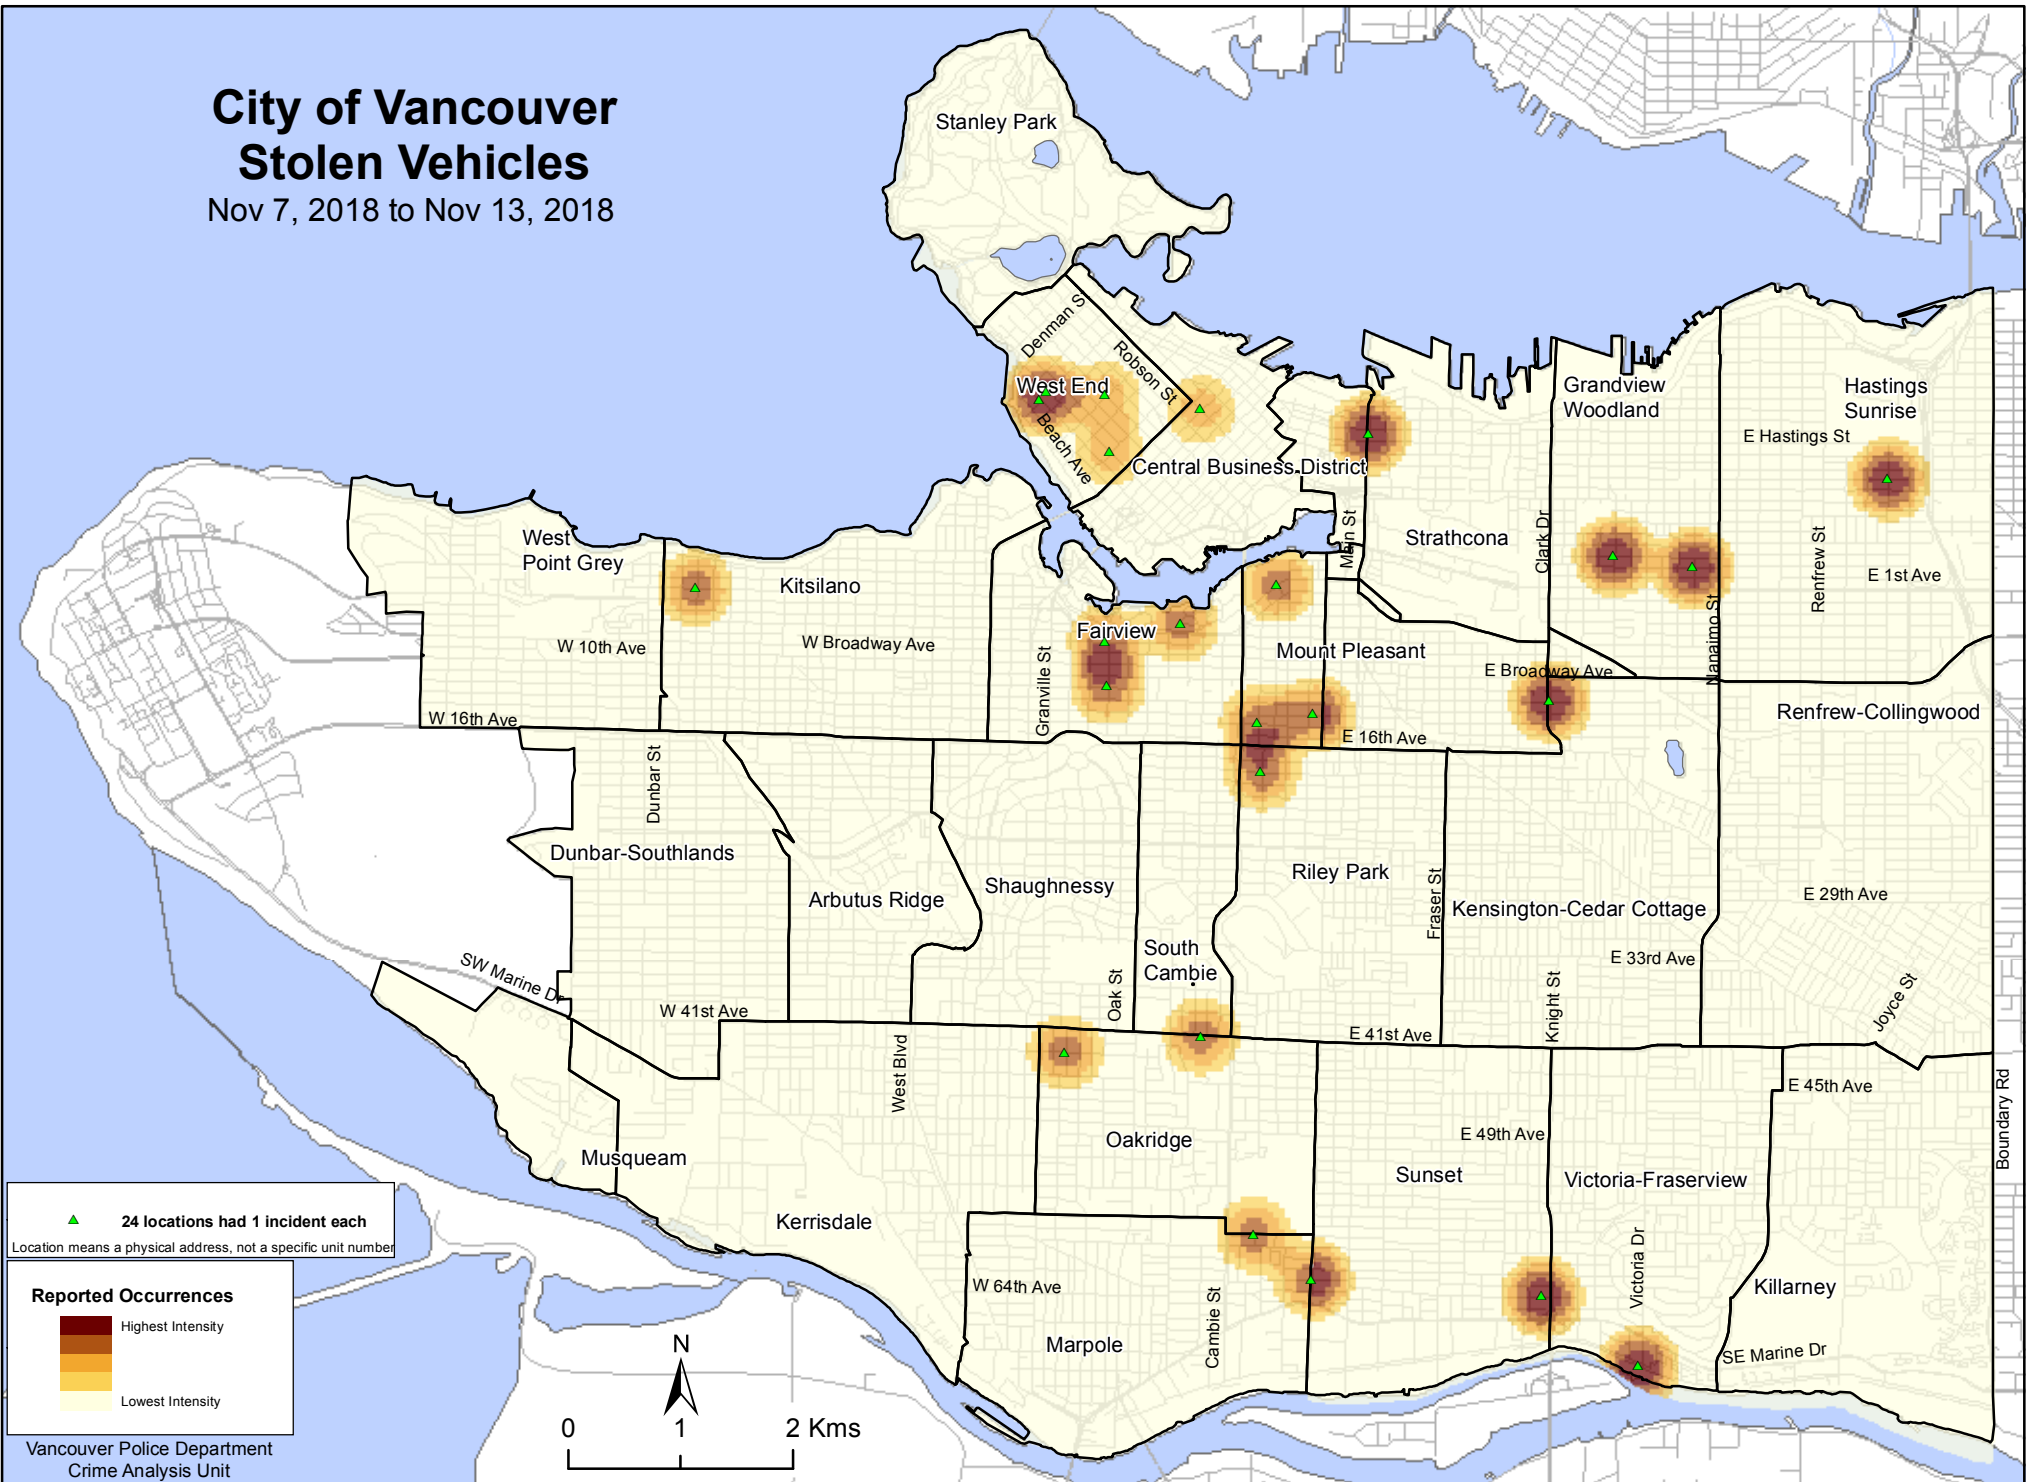 City of Vancouver
Stolen Vehicles
Nov 7, 2018 to Nov 13, 2018
Stanley Park
Denman S
Robson St
West End
Beach Ave
Central Business District
Main St
Strathcona
Clark Dr
Grandview
Woodland
Hastings
Sunrise
E Hastings St
Renfrew St
E 1st Ave
Nanaimo St
West
Point Grey
Kitsilano
W 10th Ave
W Broadway Ave
Fairview
Granville St
Mount Pleasant
E Broadway Ave
W 16th Ave
E 16th Ave
Renfrew-Collingwood
Dunbar St
Dunbar-Southlands
Arbutus Ridge
Shaughnessy
Riley Park
Fraser St
Kensington-Cedar Cottage
E 29th Ave
South
Cambie
E 33rd Ave
SW Marine Dr
W 41st Ave
Oak St
Knight St
Joyce St
E 41st Ave
West Blvd
E 45th Ave
Boundary Rd
Oakridge
E 49th Ave
Musqueam
Sunset
Victoria-Fraserview
Kerrisdale
Victoria Dr
W 64th Ave
Cambie St
Killarney
Marpole
SE Marine Dr
24 locations had 1 incident each
Location means a physical address, not a specific unit number
Reported Occurrences
Highest Intensity
Lowest Intensity
N
0 1 2 Kms
Vancouver Police Department
Crime Analysis Unit